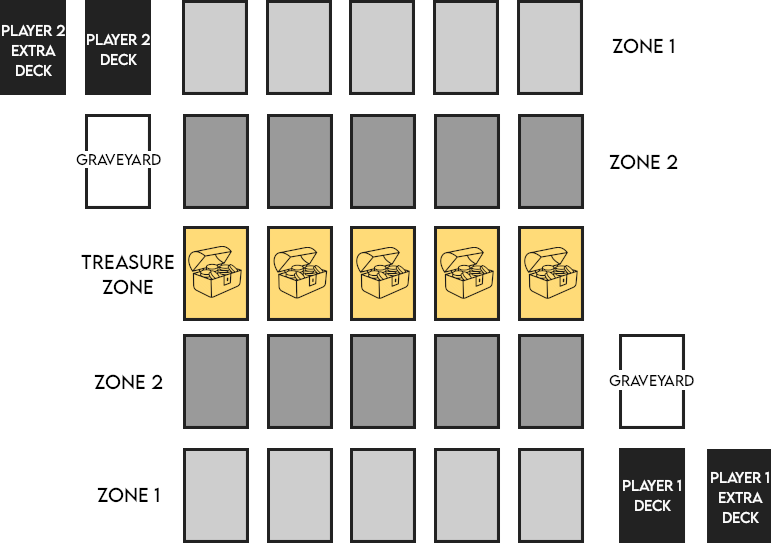 PLAYER 2
EXTRA
DECK
PLAYER 2
DECK
ZONE 1
GRAVEYARD
ZONE 2
TREASURE
ZONE
ZONE 2
GRAVEYARD
ZONE 1
PLAYER 1
DECK
PLAYER 1
EXTRA
DECK